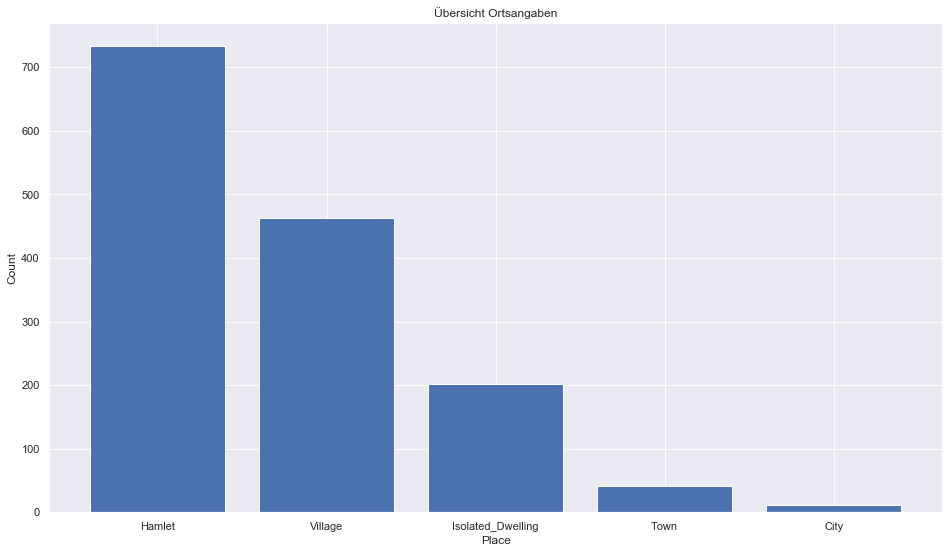 Übersicht Ortsangaben
Count
700
600
500
400
300
200
100
0
Hamlet Village Isolated_Dwelling Town City
Place